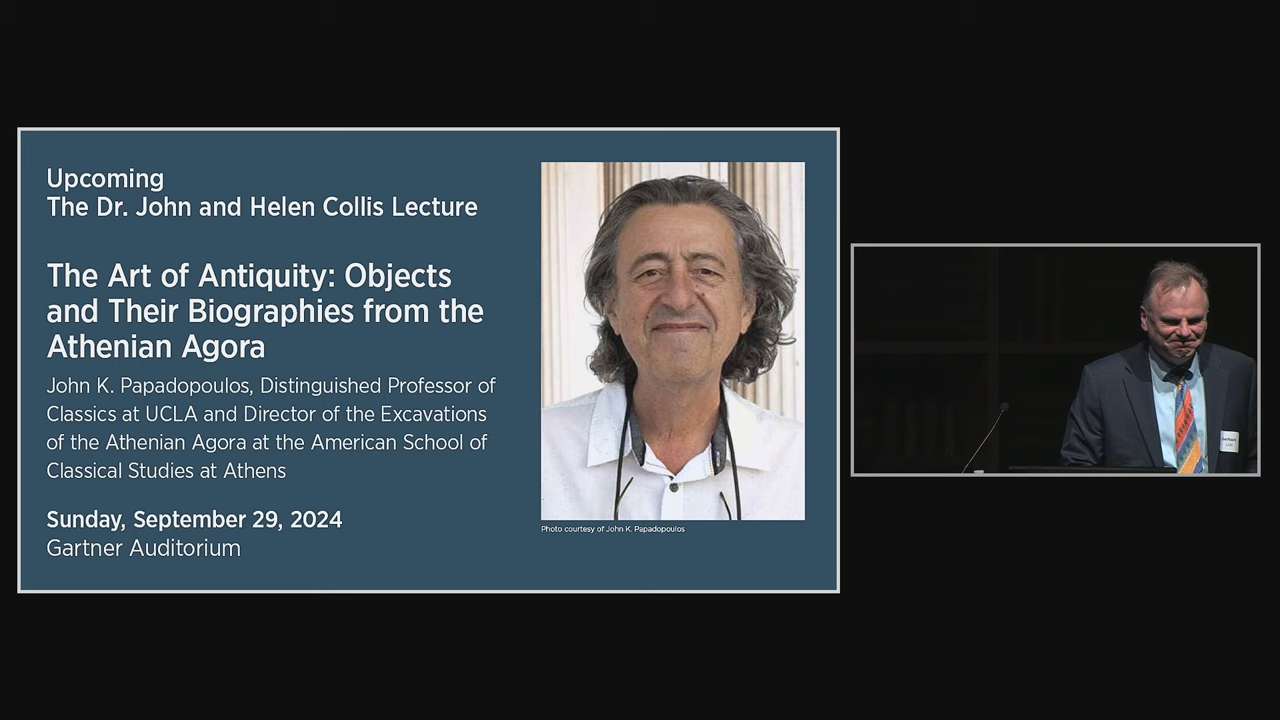 Upcoming
The Dr. John and Helen Collis Lecture
The Art of Antiquity: Objects
and Their Biographies from the
Athenian Agora
John K. Papadopoulos, Distinguished Professor of
Classics at UCLA and Director of the Excavations
of the Athenian Agora at the American School of
Classical Studies at Athens
Sunday, September 29, 2024
Gartner Auditorium
Photo courtesy of John K. Papadopoulos